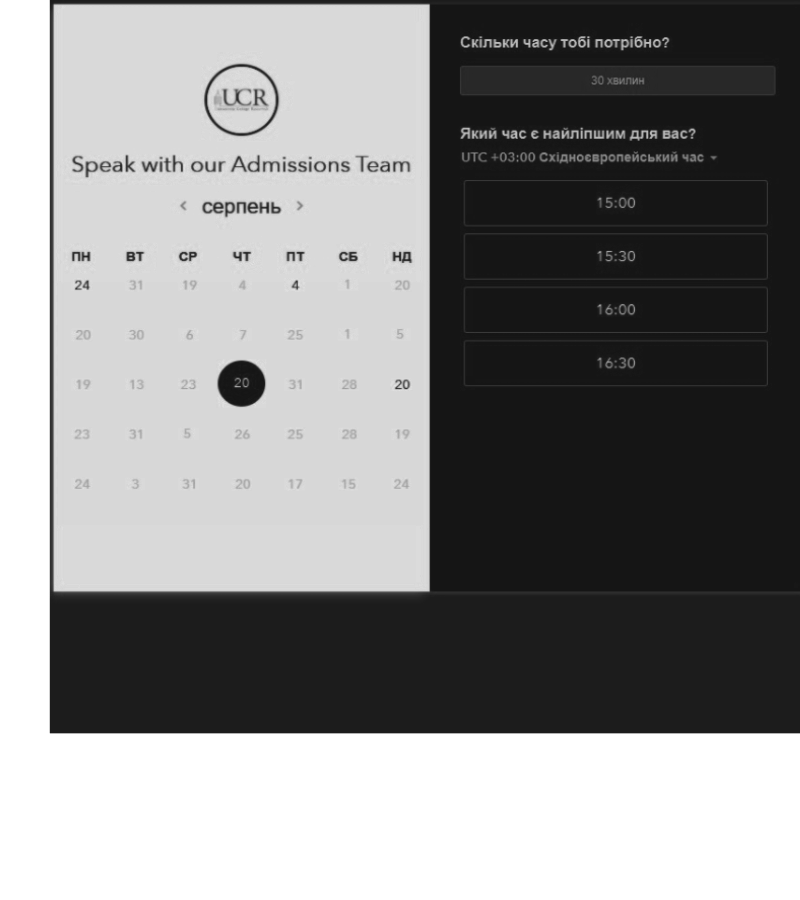 UCR
Speak with our Admissions Team
< серпень >
ПН ВТ СР ЧТ ПТ СБ НД
24 31 19 4 4 1 20
20 30 6 7 25 1 5
19 13 23 20 31 28 20
23 31 5 26 25 28 19
24 3 31 20 17 15 24
Скільки часу тобі потрібно?
30 хвилин
Який час є найліпшим для вас?
UTC +03:00 Східноєвропейський час
15:00
15:30
16:00
16:30